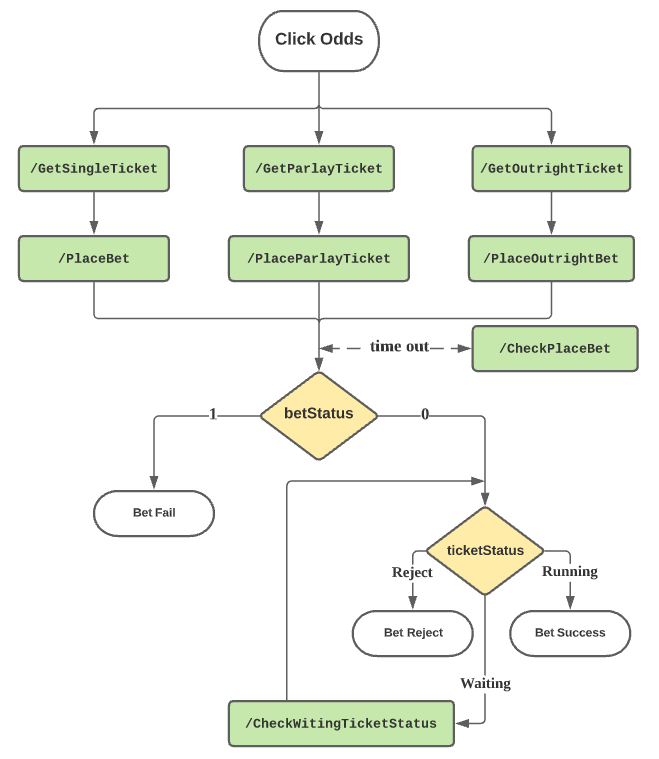 Click Odds
/GetSingleTicket
/GetParlayTicket
/GetOutrightTicket
/PlaceBet
/PlaceParlayTicket
/PlaceOutrightBet
time out
/CheckPlaceBet
betStatus
1
0
Bet Fail
ticketStatus
Reject
Running
Bet Reject
Bet Success
Waiting
/CheckWitingTicketStatus